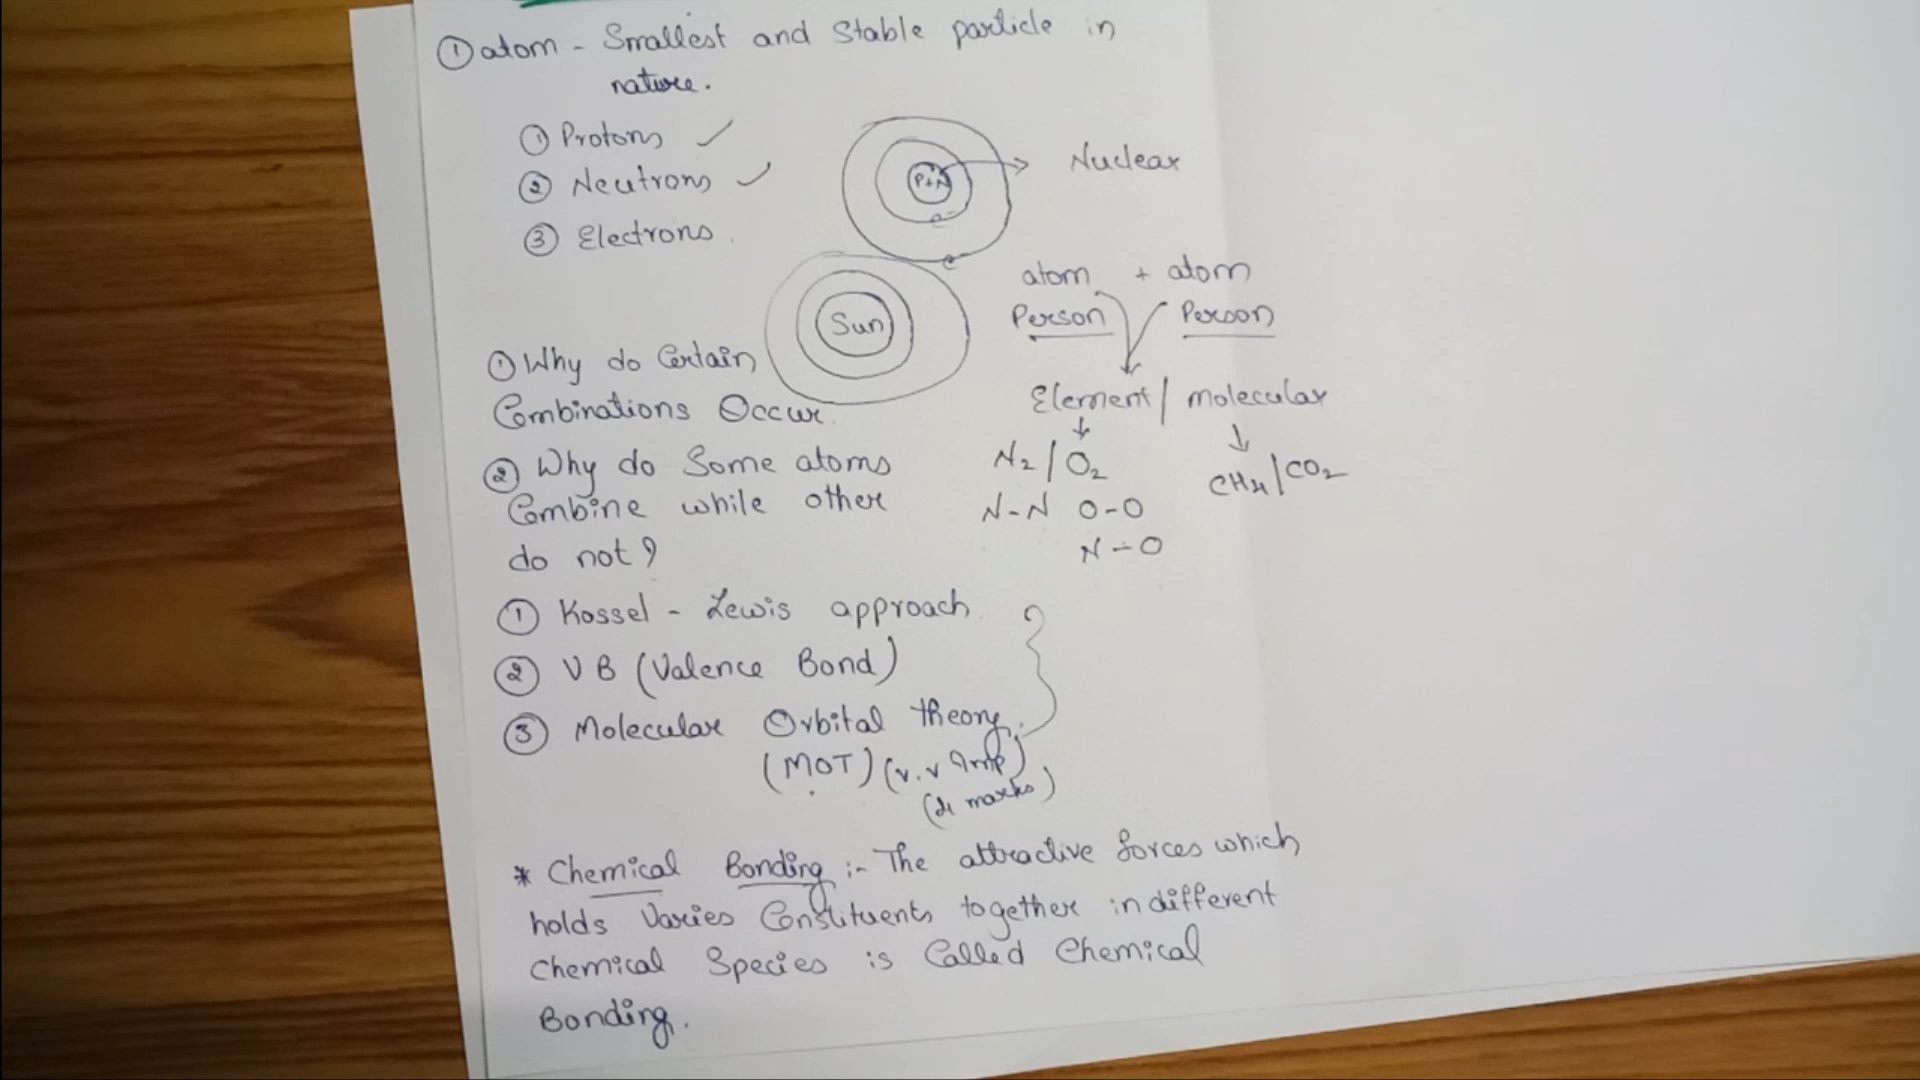 ① atom - Smallest and Stable particle in
nature.
① Protons ✓
② Neutrons ✓
③ Electrons
P+N
Nuclear
e-
e-
Sun
atom + atom
Person Person
Element / molecular
N2 / O2
CH4 / CO2
N-N O-O
N-O
① Why do Certain
Combinations Occur
② Why do Some atoms
Combine while other
do not?
① Kossel - Lewis approach
② VB (Valence Bond)
③ Molecular Orbital theory
(MOT) (v.v Imp)
(4 marks)
* Chemical Bonding :- The attractive forces which
holds Varies Constituents together in different
Chemical Species is Called Chemical
Bonding.